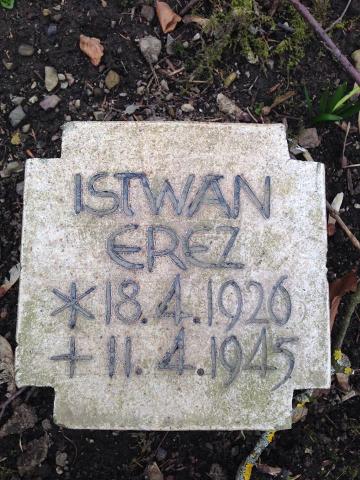 ISTWAN
EREZ
* 18.4.1926
+ 11.4.1945